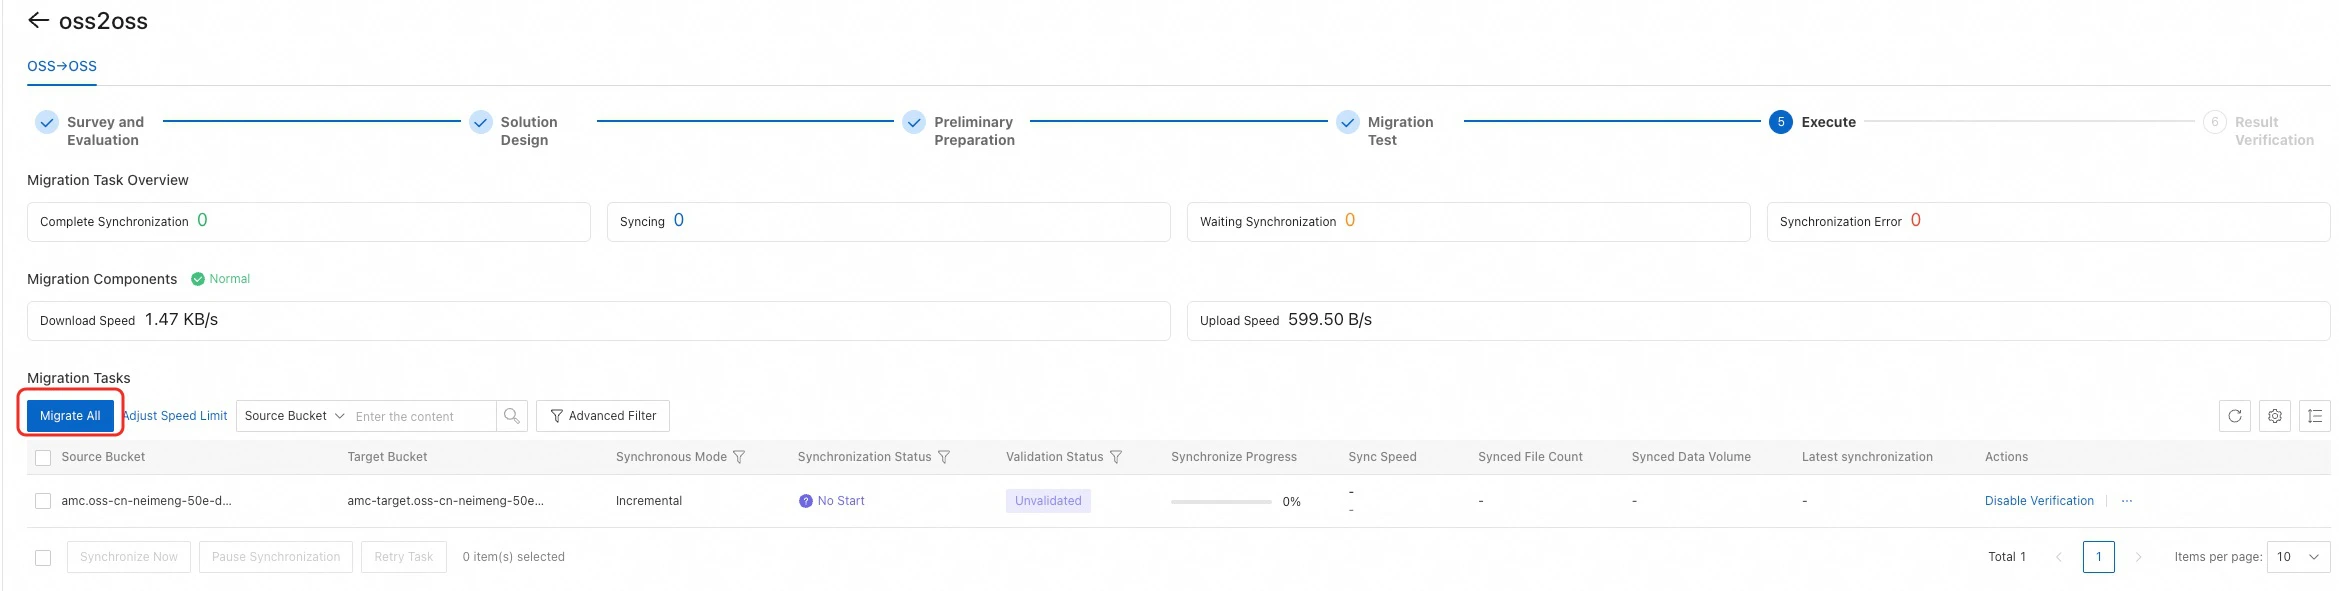 oss2oss
OSS→OSS
Survey and
Evaluation
Solution
Design
Preliminary
Preparation
Migration
Test
5 Execute
6 Result
Verification
Migration Task Overview
Complete Synchronization 0
Syncing 0
Waiting Synchronization 0
Synchronization Error 0
Migration Components Normal
Download Speed 1.47 KB/s
Upload Speed 599.50 B/s
Migration Tasks
Migrate All Adjust Speed Limit Source Bucket Enter the content Advanced Filter
Source Bucket Target Bucket Synchronous Mode Synchronization Status Validation Status Synchronize Progress Sync Speed Synced File Count Synced Data Volume Latest synchronization Actions
amc.oss-cn-neimeng-50e-d... amc-target.oss-cn-neimeng-50e... Incremental ? No Start Unvalidated 0% - - - - - Disable Verification ...
Synchronize Now Pause Synchronization Retry Task 0 item(s) selected Total 1 < 1 > Items per page: 10